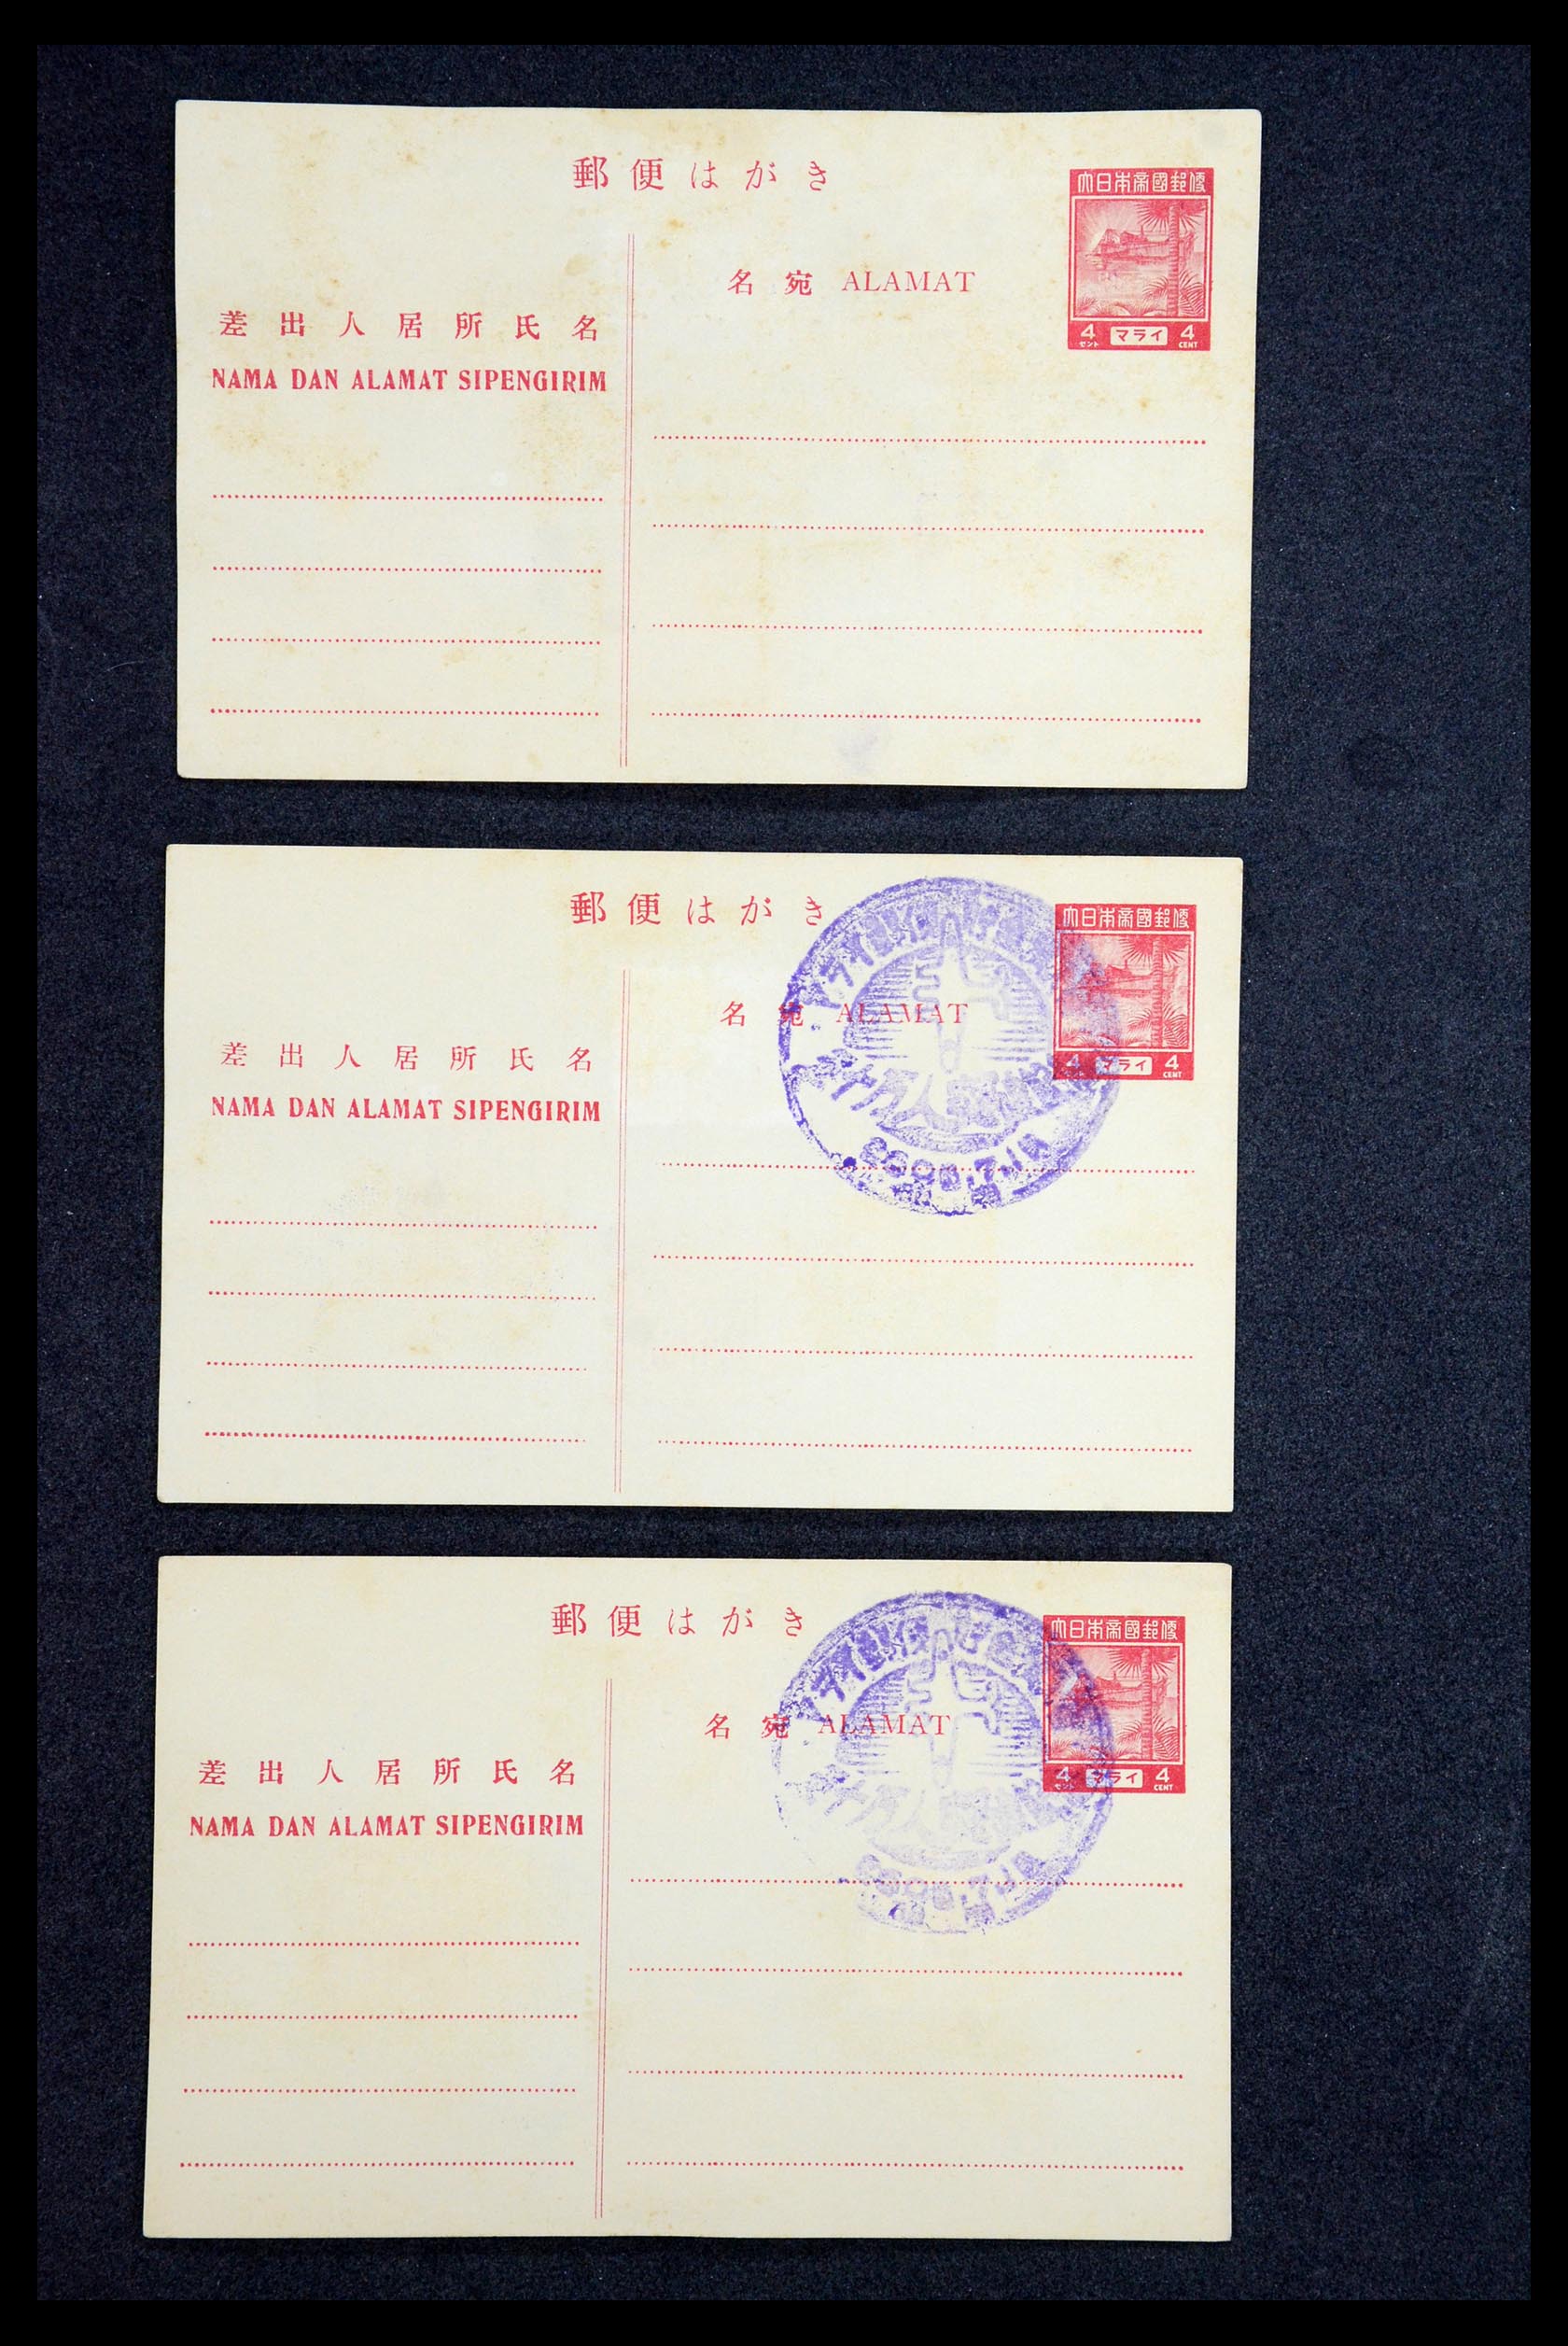 郵便はがき
大日本帝國郵便
名宛 ALAMAT
4 マライ 4
セント CENT
差出人居所氏名
NAMA DAN ALAMAT SIPENGIRIM
郵便はがき
大日本帝國郵便
名宛 ALAMAT
4 マライ 4
CENT
差出人居所氏名
NAMA DAN ALAMAT SIPENGIRIM
郵便はがき
大日本帝國郵便
名宛 ALAMAT
4 マライ 4
セント CENT
差出人居所氏名
NAMA DAN ALAMAT SIPENGIRIM